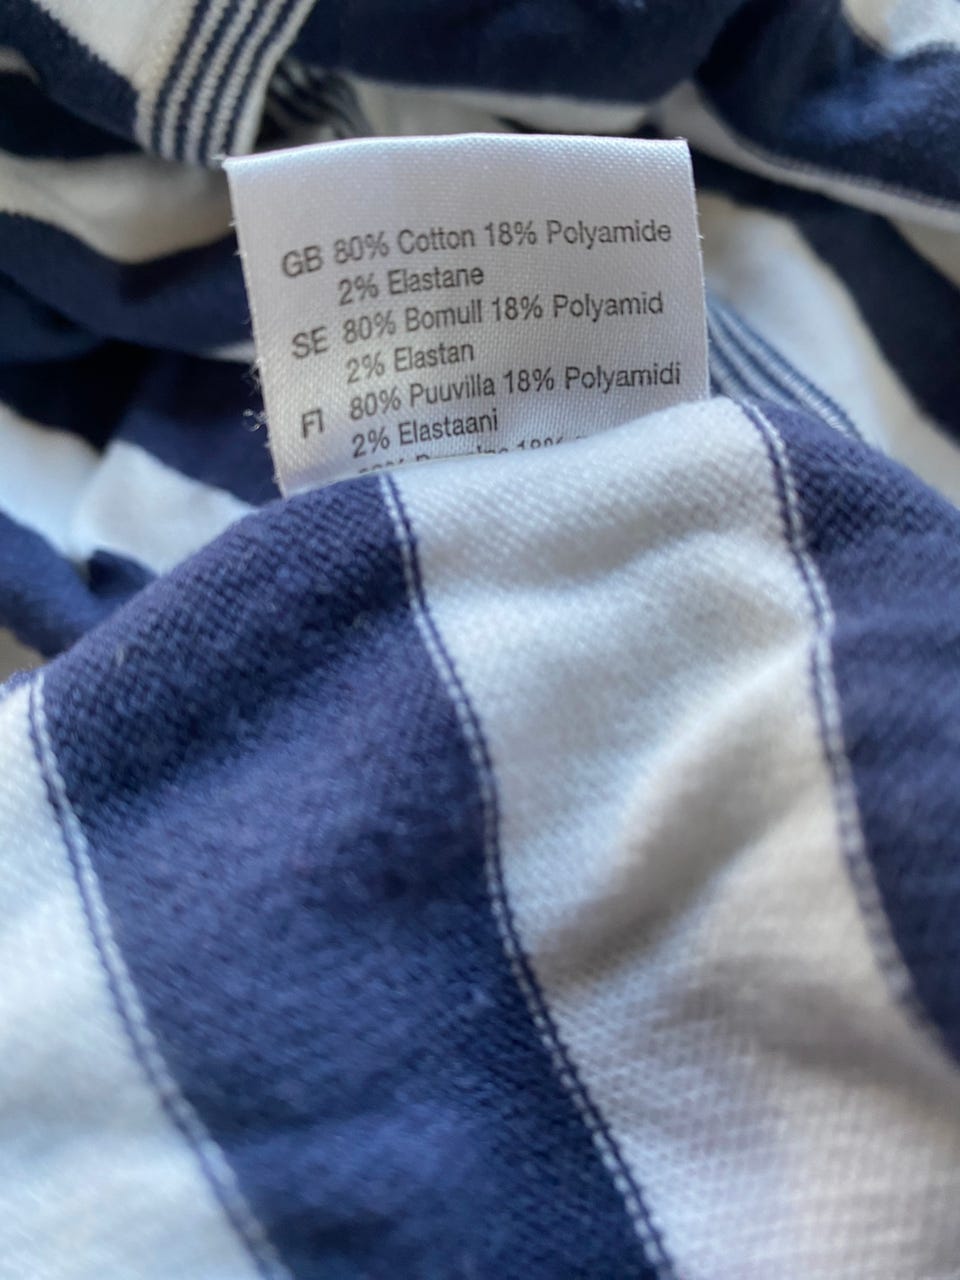 GB 80% Cotton 18% Polyamide
2% Elastane
SE 80% Bomull 18% Polyamid
2% Elastan
FI 80% Puuvilla 18% Polyamidi
2% Elastaani